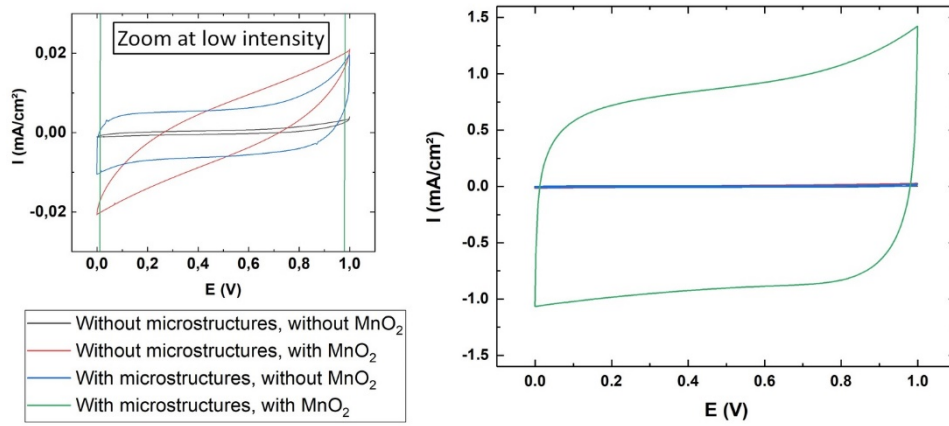 Zoom at low intensity
0,02
0,00
-0,02
I (mA/cm²)
0,0 0,2 0,4 0,6 0,8 1,0
E (V)
Without microstructures, without MnO₂
Without microstructures, with MnO₂
With microstructures, without MnO₂
With microstructures, with MnO₂
1.5
1.0
0.5
0.0
-0.5
-1.0
-1.5
I (mA/cm²)
0.0 0.2 0.4 0.6 0.8 1.0
E (V)